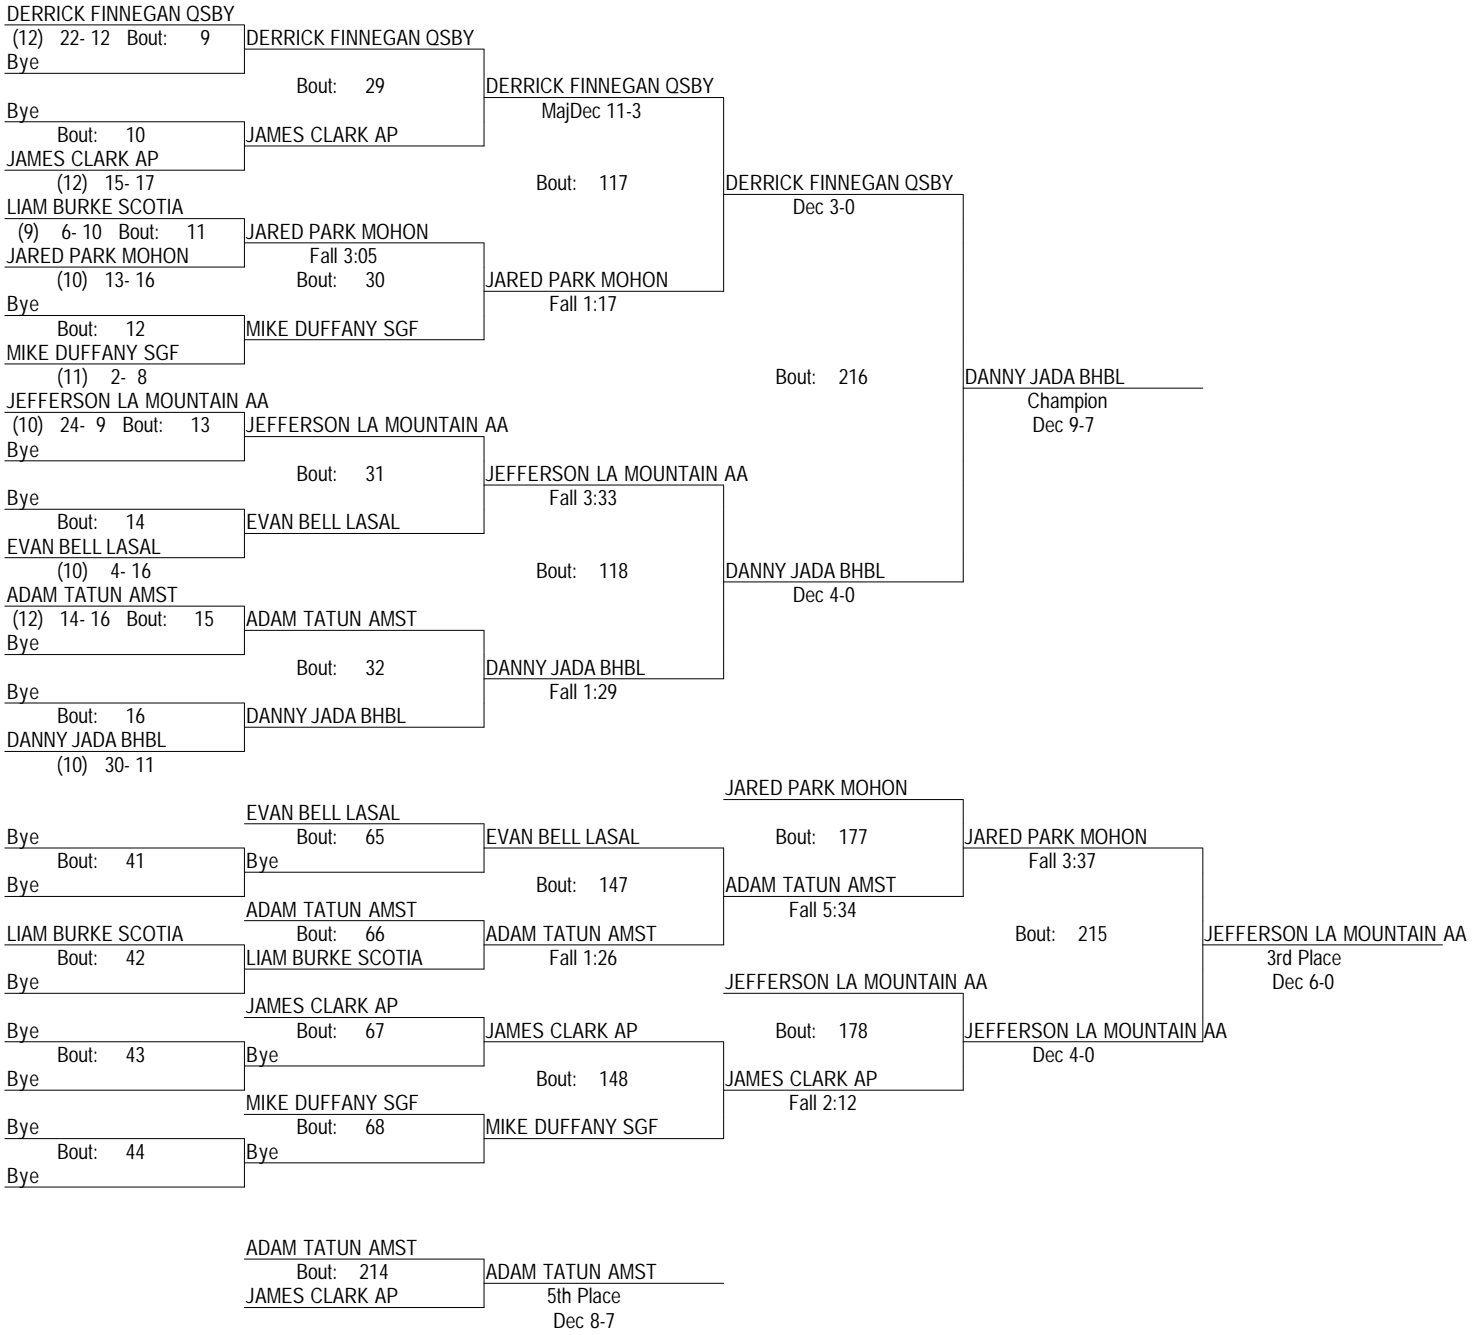 DERRICK FINNEGAN QSBY
(12) 22- 12 Bout: 9 DERRICK FINNEGAN QSBY
Bye
Bout: 29 DERRICK FINNEGAN QSBY
Bye MajDec 11-3
Bout: 10 JAMES CLARK AP
JAMES CLARK AP
(12) 15- 17 Bout: 117 DERRICK FINNEGAN QSBY
LIAM BURKE SCOTIA Dec 3-0
(9) 6- 10 Bout: 11 JARED PARK MOHON
JARED PARK MOHON Fall 3:05
(10) 13- 16 Bout: 30 JARED PARK MOHON
Bye Fall 1:17
Bout: 12 MIKE DUFFANY SGF
MIKE DUFFANY SGF
(11) 2- 8 Bout: 216 DANNY JADA BHBL
JEFFERSON LA MOUNTAIN AA Champion
(10) 24- 9 Bout: 13 JEFFERSON LA MOUNTAIN AA Dec 9-7
Bye
Bout: 31 JEFFERSON LA MOUNTAIN AA
Bye Fall 3:33
Bout: 14 EVAN BELL LASAL
EVAN BELL LASAL
(10) 4- 16 Bout: 118 DANNY JADA BHBL
ADAM TATUN AMST Dec 4-0
(12) 14- 16 Bout: 15 ADAM TATUN AMST
Bye
Bout: 32 DANNY JADA BHBL
Bye Fall 1:29
Bout: 16 DANNY JADA BHBL
DANNY JADA BHBL
(10) 30- 11
JARED PARK MOHON
EVAN BELL LASAL
Bye Bout: 65 EVAN BELL LASAL Bout: 177 JARED PARK MOHON
Bout: 41 Bye Fall 3:37
Bye Bout: 147 ADAM TATUN AMST
ADAM TATUN AMST Fall 5:34
LIAM BURKE SCOTIA Bout: 66 ADAM TATUN AMST Bout: 215 JEFFERSON LA MOUNTAIN AA
Bout: 42 LIAM BURKE SCOTIA Fall 1:26 3rd Place
Bye JEFFERSON LA MOUNTAIN AA Dec 6-0
JAMES CLARK AP
Bye Bout: 67 JAMES CLARK AP Bout: 178 JEFFERSON LA MOUNTAIN AA
Bout: 43 Bye Dec 4-0
Bye Bout: 148 JAMES CLARK AP
MIKE DUFFANY SGF Fall 2:12
Bye Bout: 68 MIKE DUFFANY SGF
Bout: 44 Bye
Bye
ADAM TATUN AMST
Bout: 214 ADAM TATUN AMST
JAMES CLARK AP 5th Place
Dec 8-7